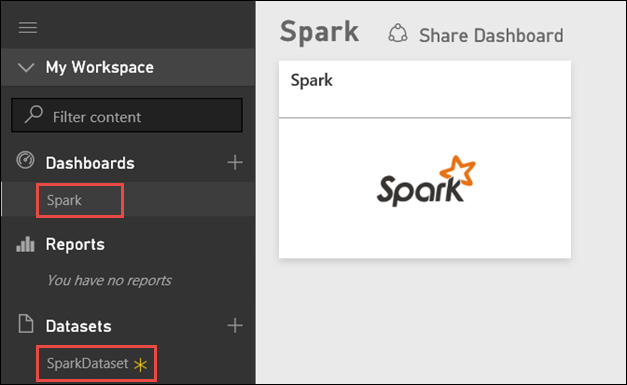 My Workspace
Filter content
Dashboards
Spark
Reports
You have no reports
Datasets
SparkDataset
Spark Share Dashboard
Spark
Spark